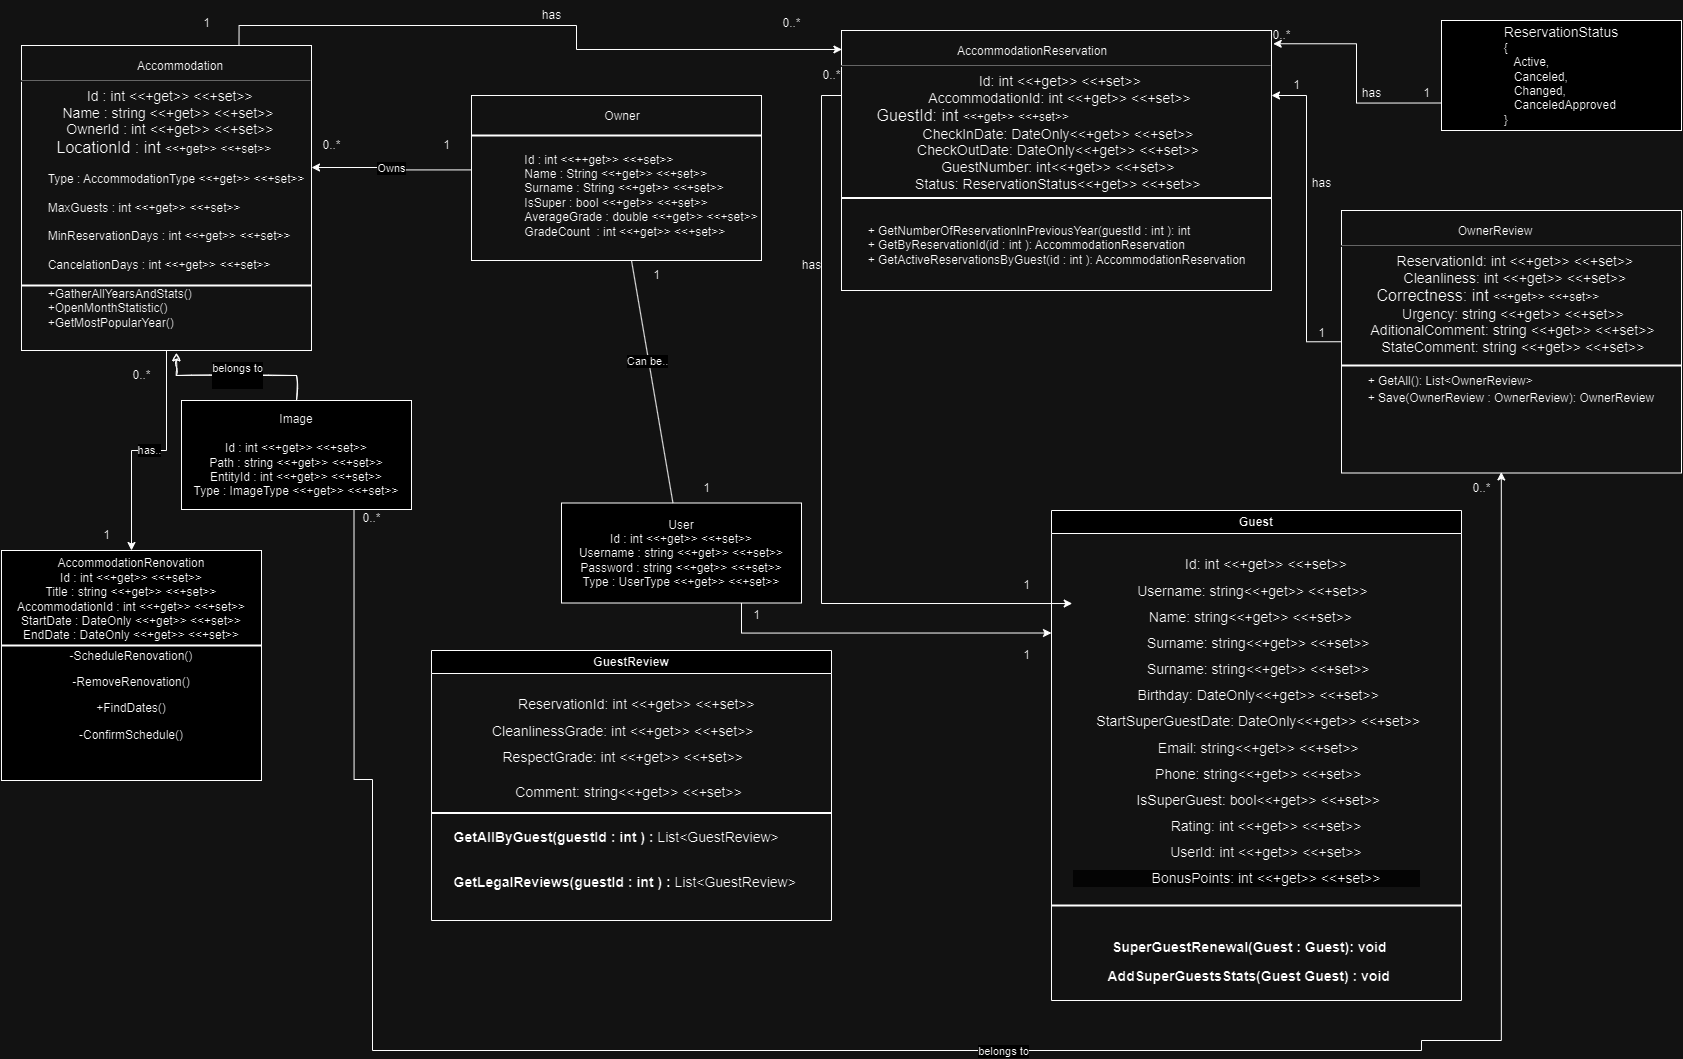 1
has
0..*
Accommodation
Id : int <<+get>> <<+set>>
Name : string <<+get>> <<+set>>
OwnerId : int <<+get>> <<+set>>
LocationId : int <<+get>> <<+set>>
Type : AccommodationType <<+get>> <<+set>>
MaxGuests : int <<+get>> <<+set>>
MinReservationDays : int <<+get>> <<+set>>
CancelationDays : int <<+get>> <<+set>>
+GatherAllYearsAndStats()
+OpenMonthStatistic()
+GetMostPopularYear()
0..*
1
Owns
Owner
Id : int <<++get>> <<+set>>
Name : String <<+get>> <<+set>>
Surname : String <<+get>> <<+set>>
IsSuper : bool <<+get>> <<+set>>
AverageGrade : double <<+get>> <<+set>>
GradeCount : int <<+get>> <<+set>>
AccommodationReservation
Id: int <<+get>> <<+set>>
AccommodationId: int <<+get>> <<+set>>
GuestId: int <<+get>> <<+set>>
CheckInDate: DateOnly<<+get>> <<+set>>
CheckOutDate: DateOnly<<+get>> <<+set>>
GuestNumber: int<<+get>> <<+set>>
Status: ReservationStatus<<+get>> <<+set>>
+ GetNumberOfReservationInPreviousYear(guestId : int ): int
+ GetByReservationId(id : int ): AccommodationReservation
+ GetActiveReservationsByGuest(id : int ): AccommodationReservation
0..*
0..*
has
1
ReservationStatus
{
Active,
Canceled,
Changed,
CanceledApproved
}
1
has
1
OwnerReview
ReservationId: int <<+get>> <<+set>>
Cleanliness: int <<+get>> <<+set>>
Correctness: int <<+get>> <<+set>>
Urgency: string <<+get>> <<+set>>
AditionalComment: string <<+get>> <<+set>>
StateComment: string <<+get>> <<+set>>
+ GetAll(): List<OwnerReview>
+ Save(OwnerReview : OwnerReview): OwnerReview
0..*
has
1
Can be..
1
0..*
belongs to
has..
1
Image
Id : int <<+get>> <<+set>>
Path : string <<+get>> <<+set>>
EntityId : int <<+get>> <<+set>>
Type : ImageType <<+get>> <<+set>>
0..*
AccommodationRenovation
Id : int <<+get>> <<+set>>
Title : string <<+get>> <<+set>>
AccommodationId : int <<+get>> <<+set>>
StartDate : DateOnly <<+get>> <<+set>>
EndDate : DateOnly <<+get>> <<+set>>
-ScheduleRenovation()
-RemoveRenovation()
+FindDates()
-ConfirmSchedule()
User
Id : int <<+get>> <<+set>>
Username : string <<+get>> <<+set>>
Password : string <<+get>> <<+set>>
Type : UserType <<+get>> <<+set>>
1
1
1
GuestReview
ReservationId: int <<+get>> <<+set>>
CleanlinessGrade: int <<+get>> <<+set>>
RespectGrade: int <<+get>> <<+set>>
Comment: string<<+get>> <<+set>>
GetAllByGuest(guestId : int ) : List<GuestReview>
GetLegalReviews(guestId : int ) : List<GuestReview>
Guest
Id: int <<+get>> <<+set>>
Username: string<<+get>> <<+set>>
Name: string<<+get>> <<+set>>
Surname: string<<+get>> <<+set>>
Surname: string<<+get>> <<+set>>
Birthday: DateOnly<<+get>> <<+set>>
StartSuperGuestDate: DateOnly<<+get>> <<+set>>
Email: string<<+get>> <<+set>>
Phone: string<<+get>> <<+set>>
IsSuperGuest: bool<<+get>> <<+set>>
Rating: int <<+get>> <<+set>>
UserId: int <<+get>> <<+set>>
BonusPoints: int <<+get>> <<+set>>
SuperGuestRenewal(Guest : Guest): void
AddSuperGuestsStats(Guest Guest) : void
belongs to